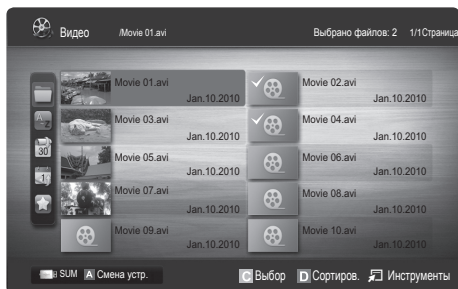 Видео /Movie 01.avi Выбрано файлов: 2 1/1Страница
Movie 01.avi Movie 02.avi
Jan.10.2010 Jan.10.2010
Movie 03.avi Movie 04.avi
Jan.10.2010 Jan.10.2010
30
Movie 05.avi Movie 06.avi
Jan.10.2010 Jan.10.2010
1
Movie 07.avi Movie 08.avi
Jan.10.2010 Jan.10.2010
Movie 09.avi Movie 10.avi
Jan.10.2010 Jan.10.2010
SUM A Смена устр. C Выбор D Сортиров. Инструменты